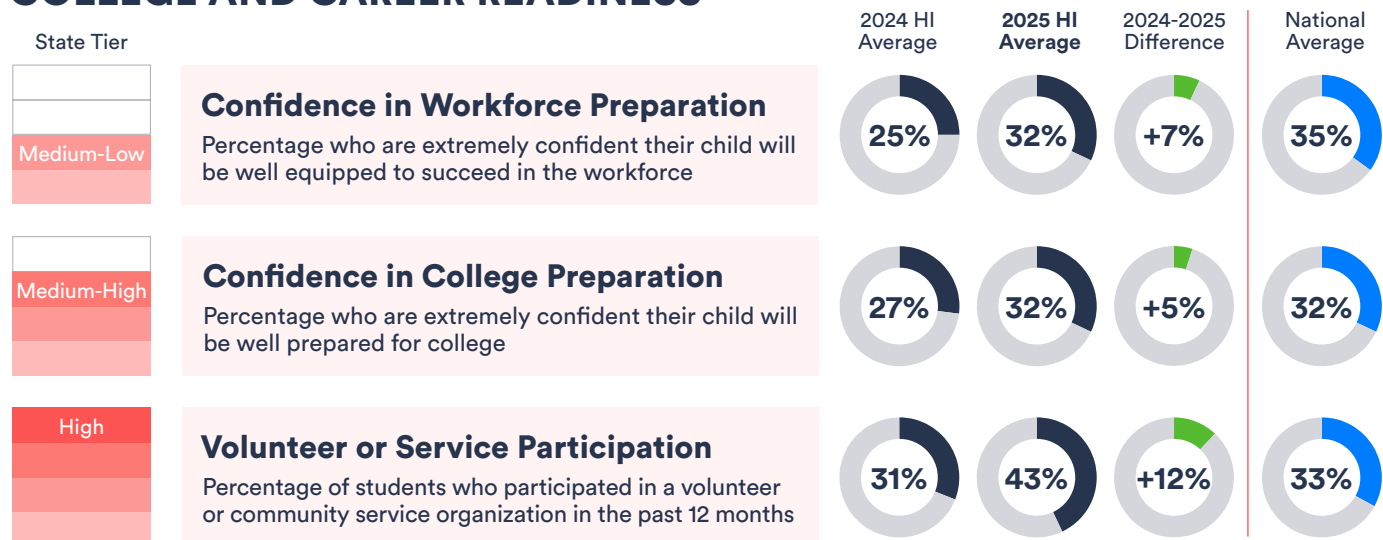 COLLEGE AND CAREER READINESS
State Tier
2024 HI
Average
2025 HI
Average
2024-2025
Difference
National
Average
Medium-Low
Confidence in Workforce Preparation
Percentage who are extremely confident their child will
be well equipped to succeed in the workforce
25%
32%
+7%
35%
Medium-High
Confidence in College Preparation
Percentage who are extremely confident their child will
be well prepared for college
27%
32%
+5%
32%
High
Volunteer or Service Participation
Percentage of students who participated in a volunteer
or community service organization in the past 12 months
31%
43%
+12%
33%